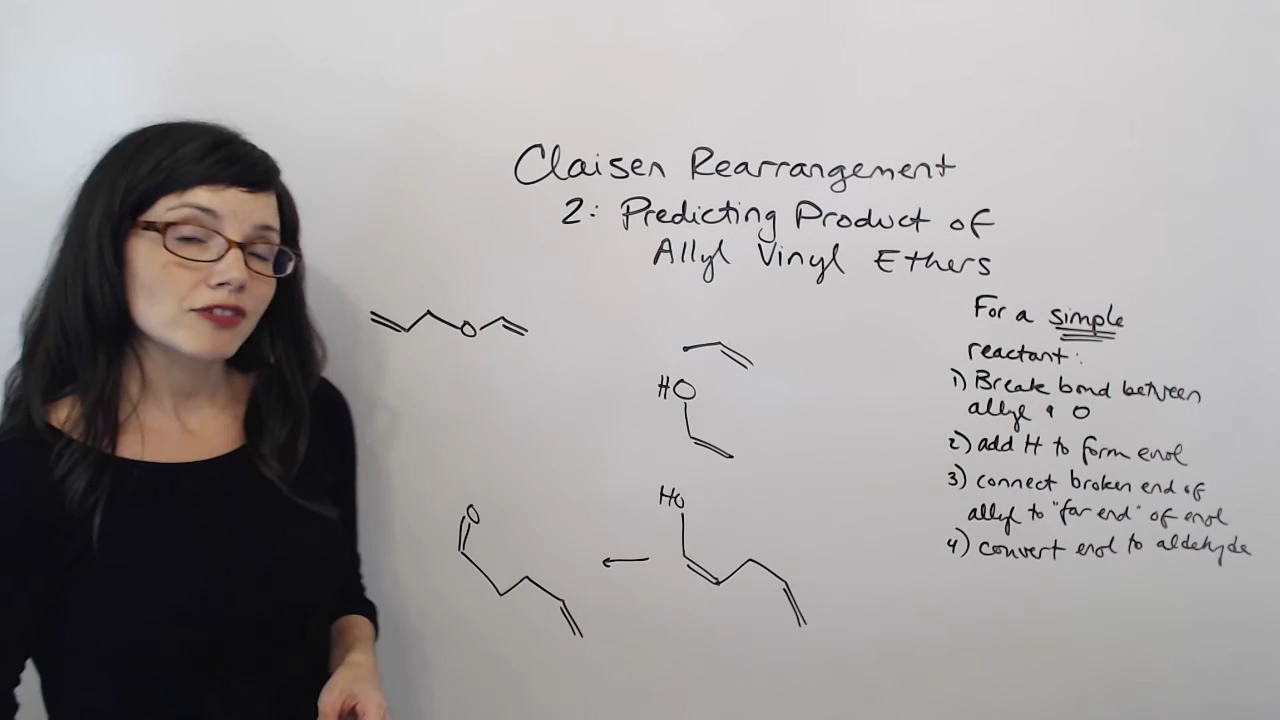 Claisen Rearrangement
2: Predicting Product of
Allyl Vinyl Ethers
For a simple
reactant:
1) Break bond between
allyl & O
2) add H to form enol
3) connect broken end of
allyl to "far end" of enol
4) convert enol to aldehyde
O
HO
HO
O